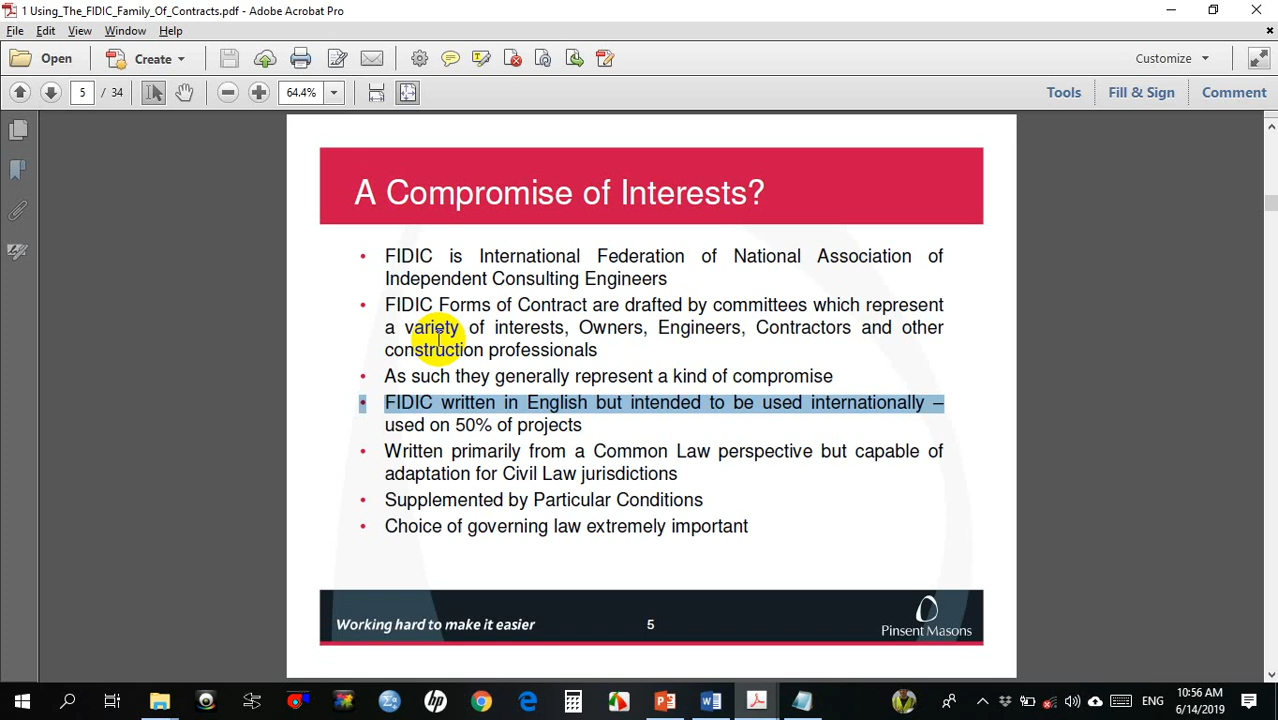 1 Using_The_FIDIC_Family_Of_Contracts.pdf - Adobe Acrobat Pro
File Edit View Window Help
Open Create Customize
5 / 34 64.4% Tools Fill & Sign Comment
A Compromise of Interests?
• FIDIC is International Federation of National Association of
Independent Consulting Engineers
• FIDIC Forms of Contract are drafted by committees which represent
a variety of interests, Owners, Engineers, Contractors and other
construction professionals
• As such they generally represent a kind of compromise
• FIDIC written in English but intended to be used internationally –
used on 50% of projects
• Written primarily from a Common Law perspective but capable of
adaptation for Civil Law jurisdictions
• Supplemented by Particular Conditions
• Choice of governing law extremely important
Working hard to make it easier 5 Pinsent Masons
ENG 10:56 AM
6/14/2019